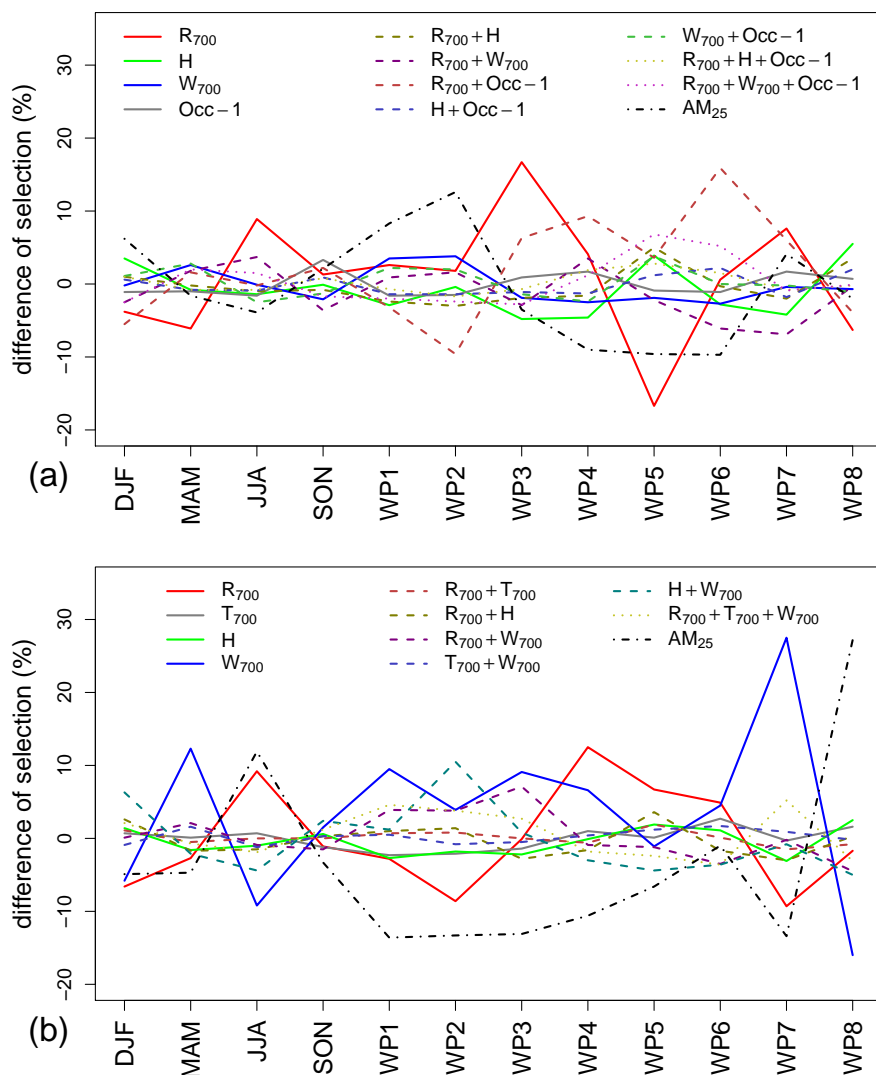 R700 R700+H W700+Occ−1
H R700+W700 R700+H+Occ−1
W700 R700+Occ−1 R700+W700+Occ−1
Occ−1 H+Occ−1 AM25
difference of selection (%)
30
20
10
0
−10
−20
DJF MAM JJA SON WP1 WP2 WP3 WP4 WP5 WP6 WP7 WP8
(a)
R700 R700+T700 H+W700
T700 R700+H R700+T700+W700
H R700+W700 AM25
W700 T700+W700
difference of selection (%)
30
20
10
0
−10
−20
DJF MAM JJA SON WP1 WP2 WP3 WP4 WP5 WP6 WP7 WP8
(b)